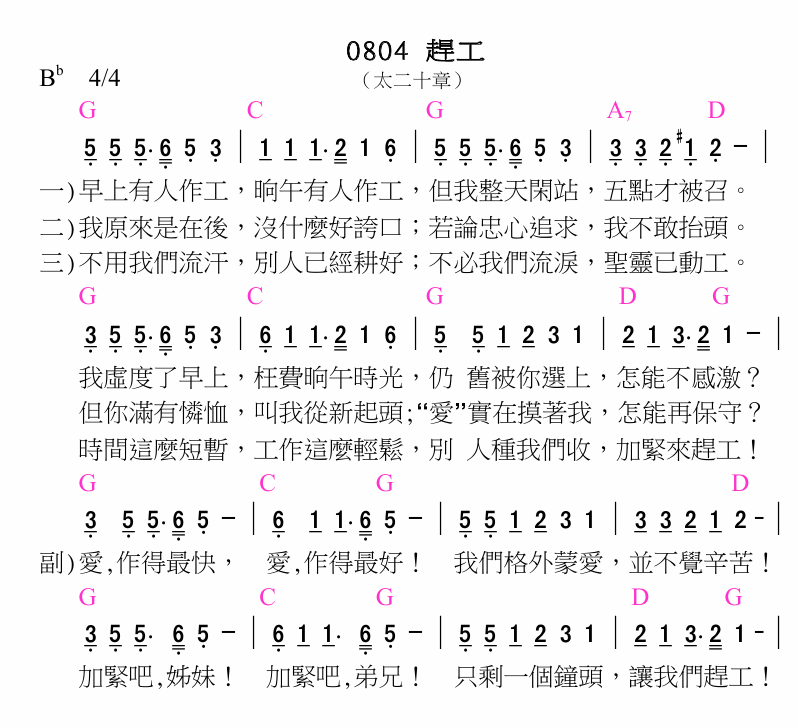 0804 趕工
（太二十章）
Bb 4/4
G C G A7 D
5 5 5· 6 5 3 | 1 1 1· 2 1 6 | 5 5 5· 6 5 3 | 3 3 2 #1 2 － |
一)早上有人作工，晌午有人作工，但我整天閑站，五點才被召。
二)我原來是在後，沒什麼好誇口；若論忠心追求，我不敢抬頭。
三)不用我們流汗，別人已經耕好；不必我們流淚，聖靈已動工。
G C G D G
3 5 5· 6 5 3 | 6 1 1· 2 1 6 | 5 5 1 2 3 1 | 2 1 3· 2 1 － |
我虛度了早上，枉費晌午時光，仍 舊被你選上，怎能不感激？
但你滿有憐恤，叫我從新起頭;“愛”實在摸著我，怎能再保守？
時間這麼短暫，工作這麼輕鬆，別 人種我們收，加緊來趕工！
G C G D
3 5 5· 6 5 － | 6 1 1· 6 5 － | 5 5 1 2 3 1 | 3 3 2 1 2 - |
副)愛,作得最快， 愛,作得最好！ 我們格外蒙愛，並不覺辛苦！
G C G D G
3 5 5· 6 5 － | 6 1 1· 6 5 － | 5 5 1 2 3 1 | 2 1 3· 2 1 - |
加緊吧,姊妹！ 加緊吧,弟兄！ 只剩一個鐘頭，讓我們趕工！